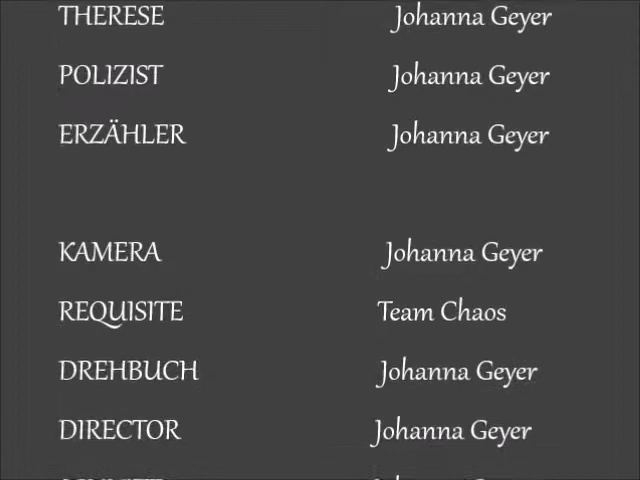 THERESE Johanna Geyer
POLIZIST Johanna Geyer
ERZÄHLER Johanna Geyer
KAMERA Johanna Geyer
REQUISITE Team Chaos
DREHBUCH Johanna Geyer
DIRECTOR Johanna Geyer